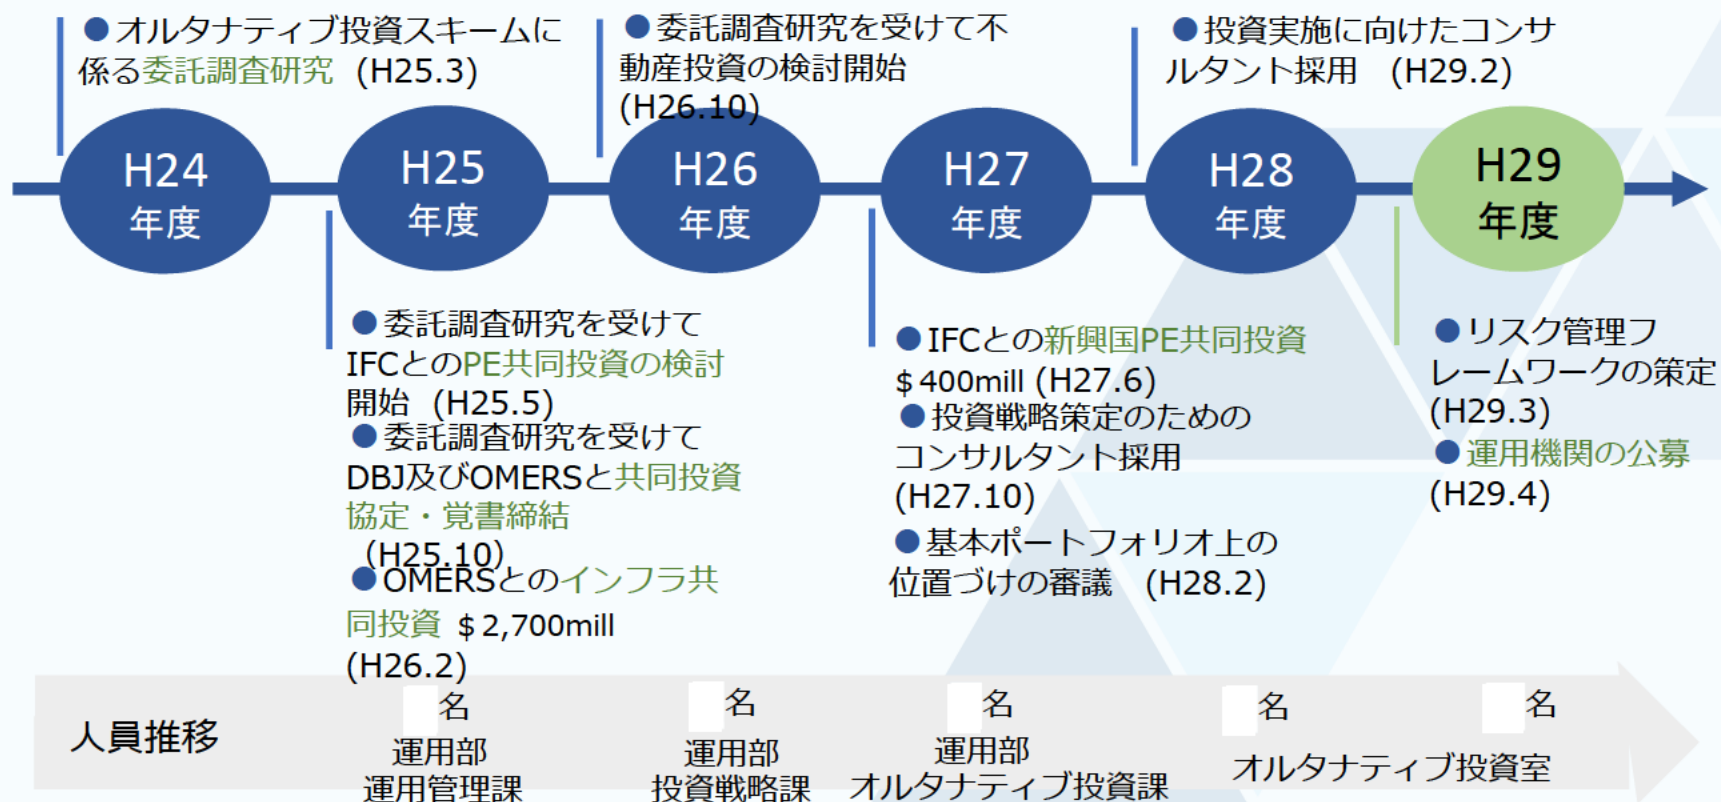 ●オルタナティブ投資スキームに
係る委託調査研究 (H25.3)
●委託調査研究を受けて不
動産投資の検討開始
(H26.10)
●投資実施に向けたコンサ
ルタント採用 (H29.2)
H24
年度
H25
年度
H26
年度
H27
年度
H28
年度
H29
年度
●委託調査研究を受けて
IFCとのPE共同投資の検討
開始 (H25.5)
●委託調査研究を受けて
DBJ及びOMERSと共同投資
協定・覚書締結
(H25.10)
●OMERSとのインフラ共
同投資 ＄2,700mill
(H26.2)
●IFCとの新興国PE共同投資
＄400mill (H27.6)
●投資戦略策定のための
コンサルタント採用
(H27.10)
●基本ポートフォリオ上の
位置づけの審議 (H28.2)
●リスク管理フ
レームワークの策定
(H29.3)
●運用機関の公募
(H29.4)
人員推移
名
運用部
運用管理課
名
運用部
投資戦略課
名
運用部
オルタナティブ投資課
名
名
オルタナティブ投資室